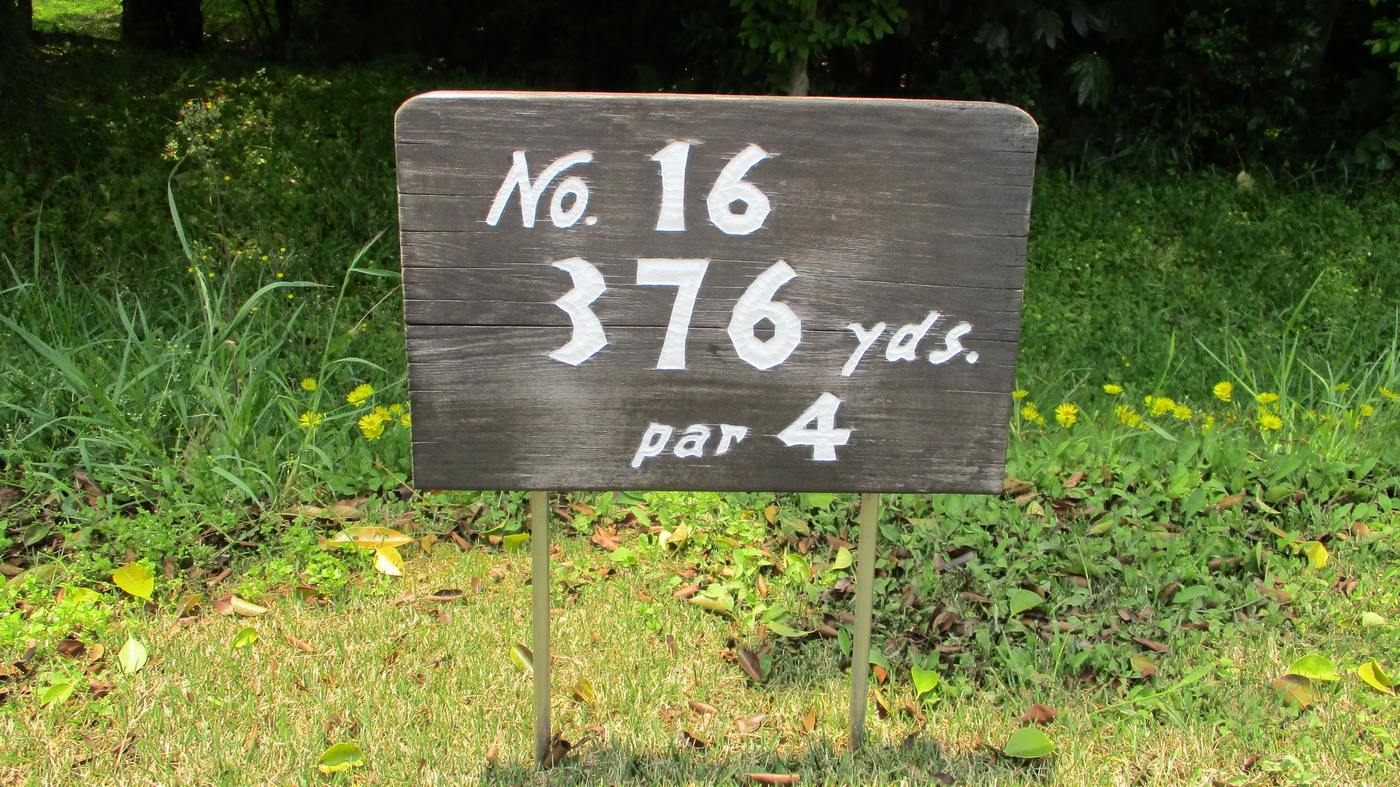 No. 16
376 yds.
par 4